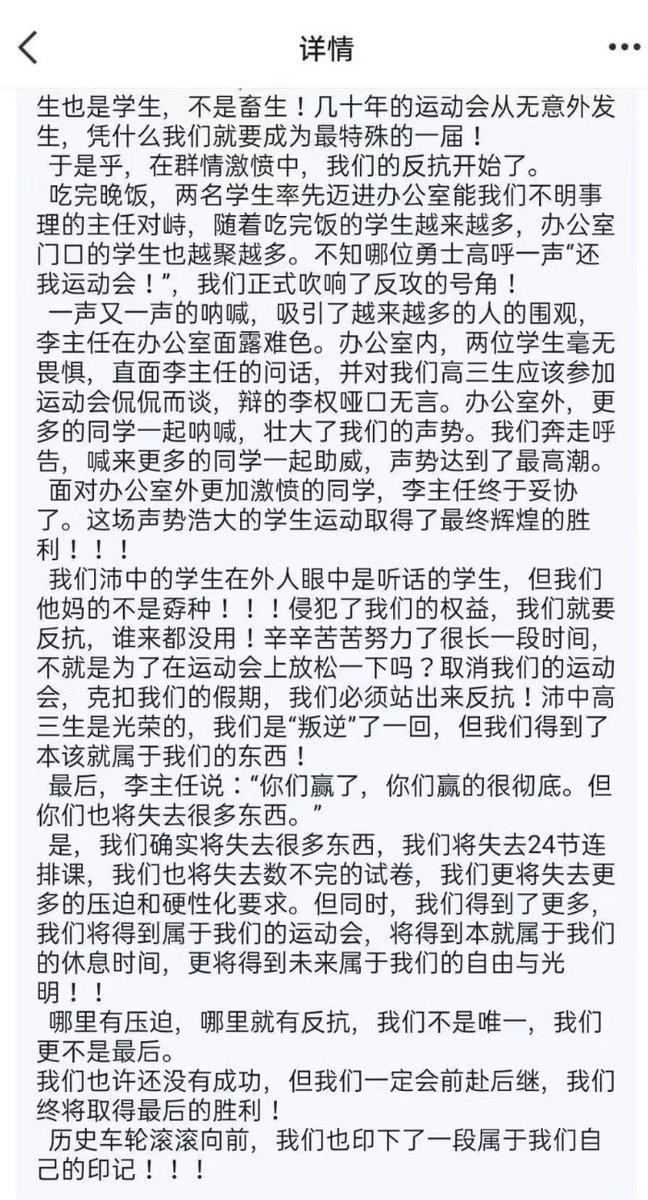 详情
生也是学生，不是畜生！几十年的运动会从无意外发
生，凭什么我们就要成为最特殊的一届！
于是乎，在群情激愤中，我们的反抗开始了。
吃完晚饭，两名学生率先迈进办公室能我们不明事
理的主任对峙，随着吃完饭的学生越来越多，办公室
门口的学生也越聚越多。不知哪位勇士高呼一声“还
我运动会！”，我们正式吹响了反攻的号角！
一声又一声的呐喊，吸引了越来越多的人的围观，
李主任在办公室面露难色。办公室内，两位学生毫无
畏惧，直面李主任的问话，并对我们高三生应该参加
运动会侃侃而谈，辩的李权哑口无言。办公室外，更
多的同学一起呐喊，壮大了我们的声势。我们奔走呼
告，喊来更多的同学一起助威，声势达到了最高潮。
面对办公室外更加激愤的同学，李主任终于妥协
了。这场声势浩大的学生运动取得了最终辉煌的胜
利！！！
我们沛中的学生在外人眼中是听话的学生，但我们
他妈的不是孬种！！！侵犯了我们的权益，我们就要
反抗，谁来都没用！辛辛苦苦努力了很长一段时间，
不就是为了在运动会上放松一下吗？取消我们的运动
会，克扣我们的假期，我们必须站出来反抗！沛中高
三生是光荣的，我们是“叛逆”了一回，但我们得到了
本该就属于我们的东西！
最后，李主任说：“你们赢了，你们赢的很彻底。但
你们也将失去很多东西。”
是，我们确实将失去很多东西，我们将失去24节连
排课，我们也将失去数不完的试卷，我们更将失去更
多的压迫和硬性化要求。但同时，我们得到了更多，
我们将得到属于我们的运动会，将得到本就属于我们
的休息时间，更将得到未来属于我们的自由与光
明！！
哪里有压迫，哪里就有反抗，我们不是唯一，我们
更不是最后。
我们也许还没有成功，但我们一定会前赴后继，我们
终将取得最后的胜利！
历史车轮滚滚向前，我们也印下了一段属于我们自
己的印记！！！